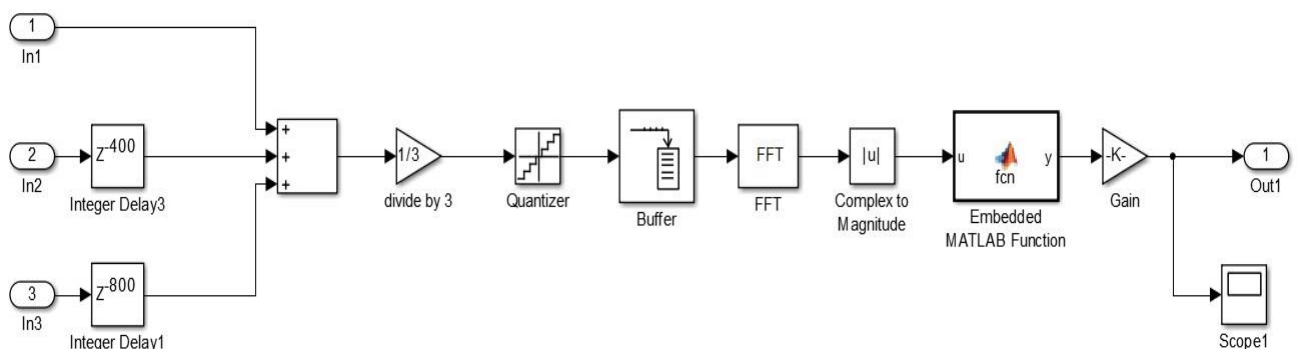 1
In1
2
In2
Z-400
Integer Delay3
3
In3
Z-800
Integer Delay1
+
+
+
1/3
divide by 3
Quantizer
Buffer
FFT
FFT
|u|
Complex to
Magnitude
u
fcn
y
Embedded
MATLAB Function
-K-
Gain
1
Out1
Scope1